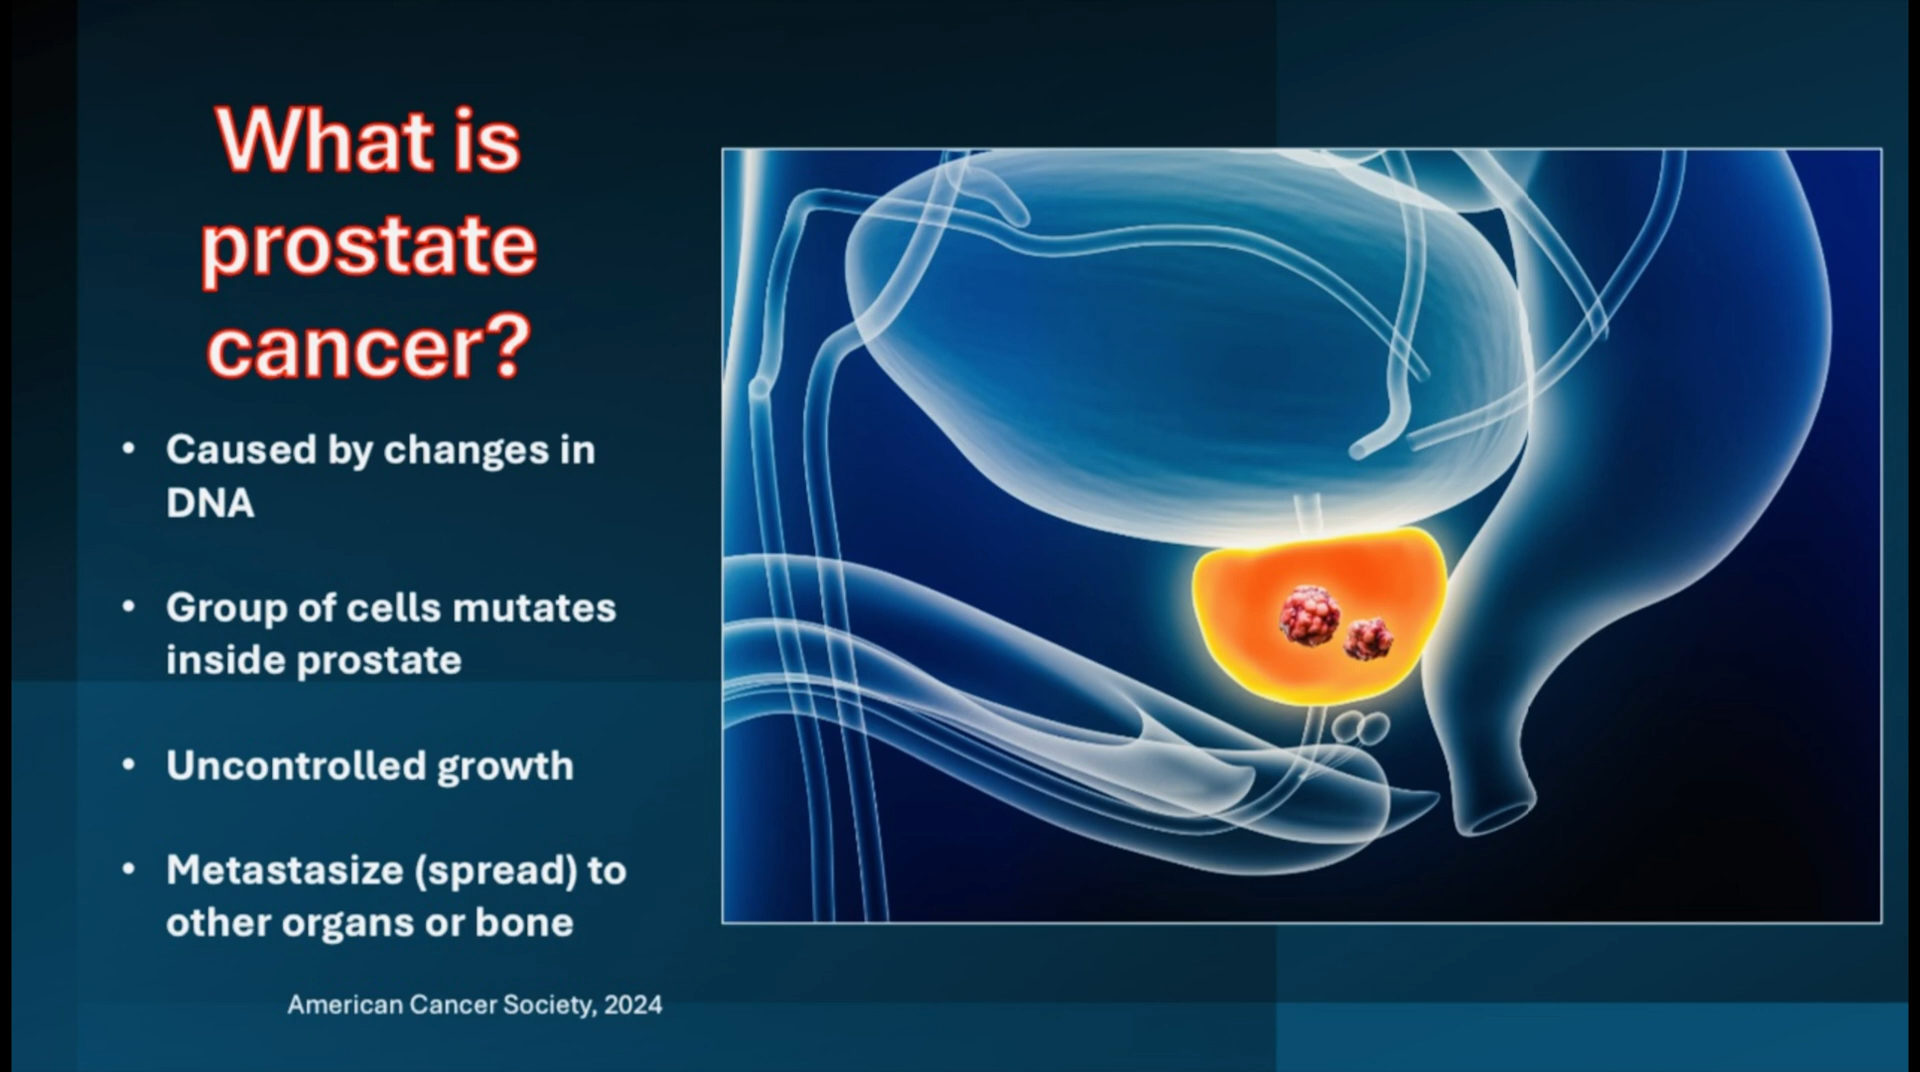 What is
prostate
cancer?
• Caused by changes in
DNA
• Group of cells mutates
inside prostate
• Uncontrolled growth
• Metastasize (spread) to
other organs or bone
American Cancer Society, 2024